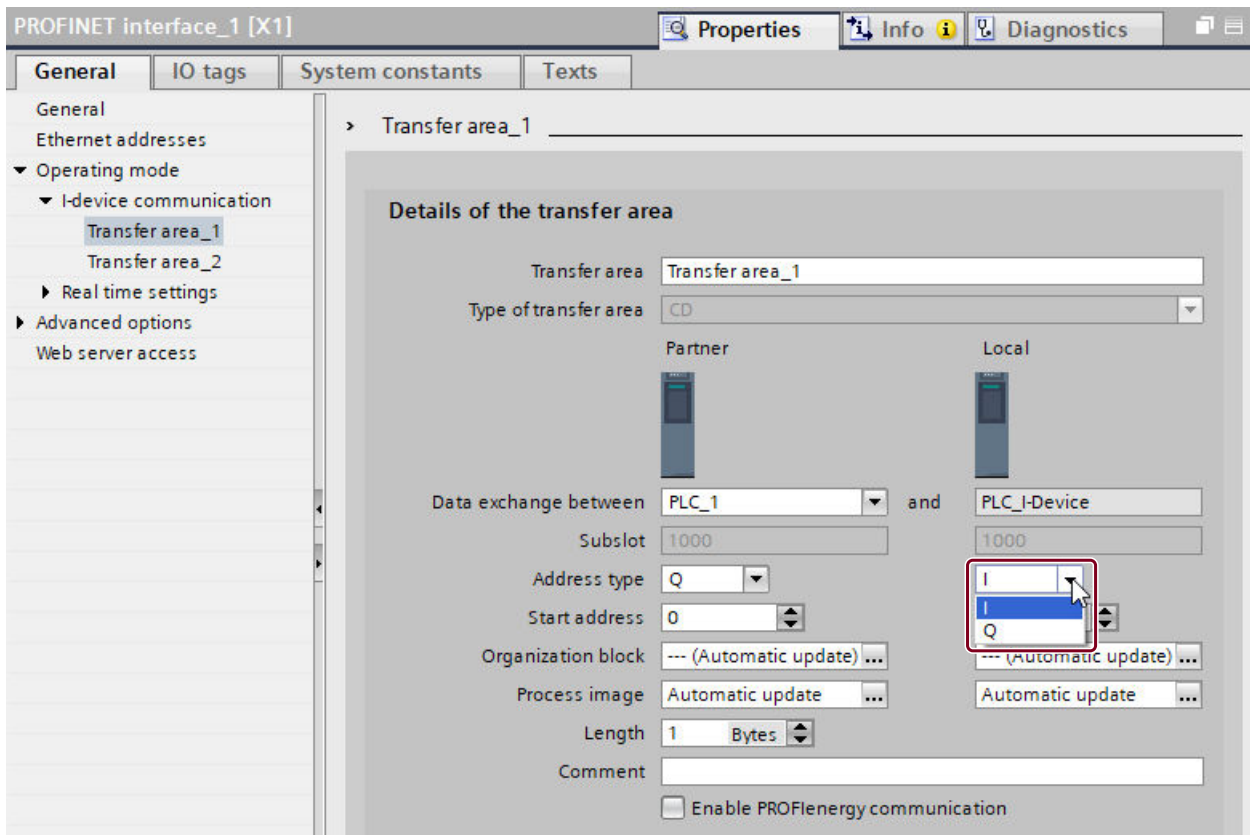 PROFINET interface_1 [X1]
Properties
Info
Diagnostics
General
IO tags
System constants
Texts
General
Ethernet addresses
Operating mode
I-device communication
Transfer area_1
Transfer area_2
Real time settings
Advanced options
Web server access
Transfer area_1
Details of the transfer area
Transfer area Transfer area_1
Type of transfer area CD
Partner Local
Data exchange between PLC_1 and PLC_I-Device
Subslot 1000 1000
Address type Q I
I
Q
Start address 0
Organization block --- (Automatic update) ... --- (Automatic update) ...
Process image Automatic update ... Automatic update ...
Length 1 Bytes
Comment
Enable PROFIenergy communication